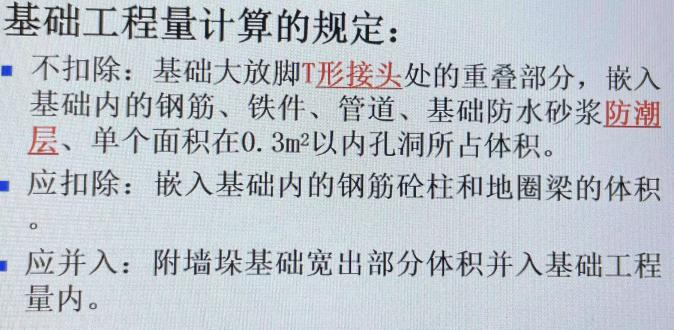 基础工程量计算的规定：
不扣除：基础大放脚T形接头处的重叠部分，嵌入
基础内的钢筋、铁件、管道、基础防水砂浆防潮
层、单个面积在0.3m²以内孔洞所占体积。
应扣除：嵌入基础内的钢筋砼柱和地圈梁的体积
。
应并入：附墙垛基础宽出部分体积并入基础工程
量内。